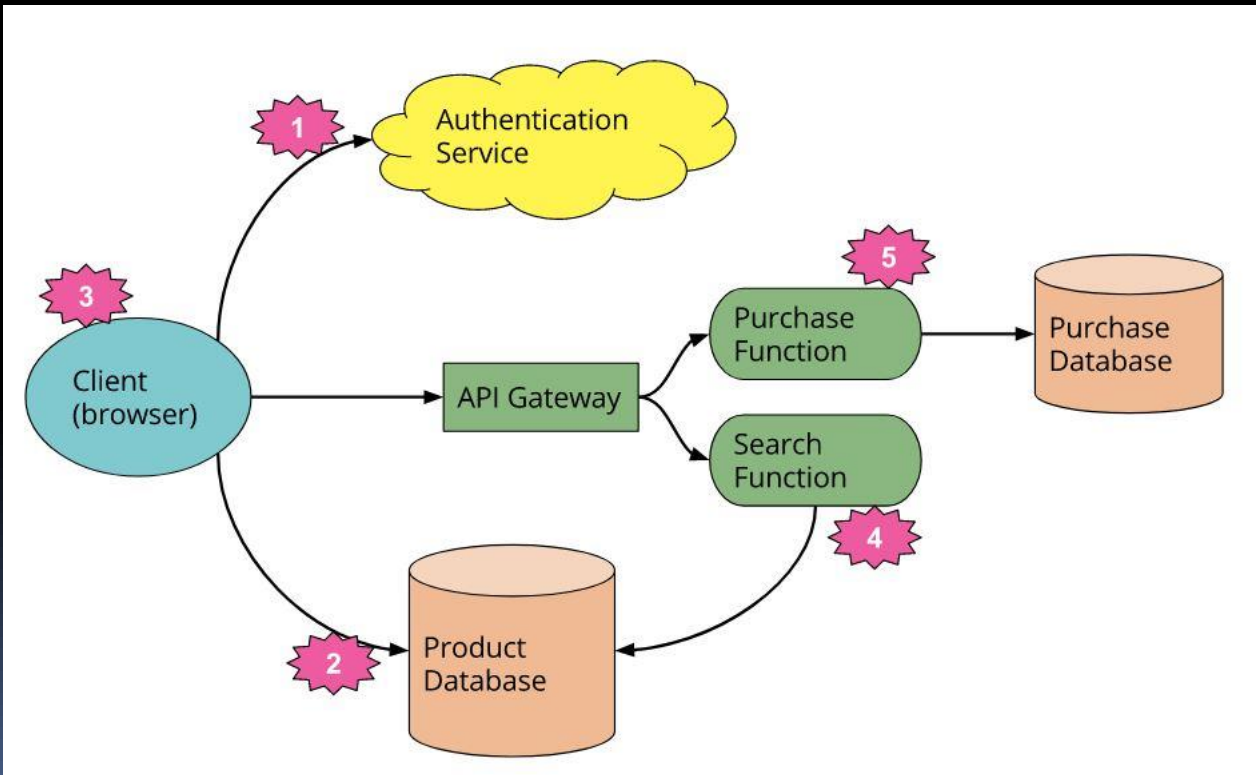 1
Authentication
Service
3
Client
(browser)
API Gateway
5
Purchase
Function
Purchase
Database
Search
Function
4
2
Product
Database